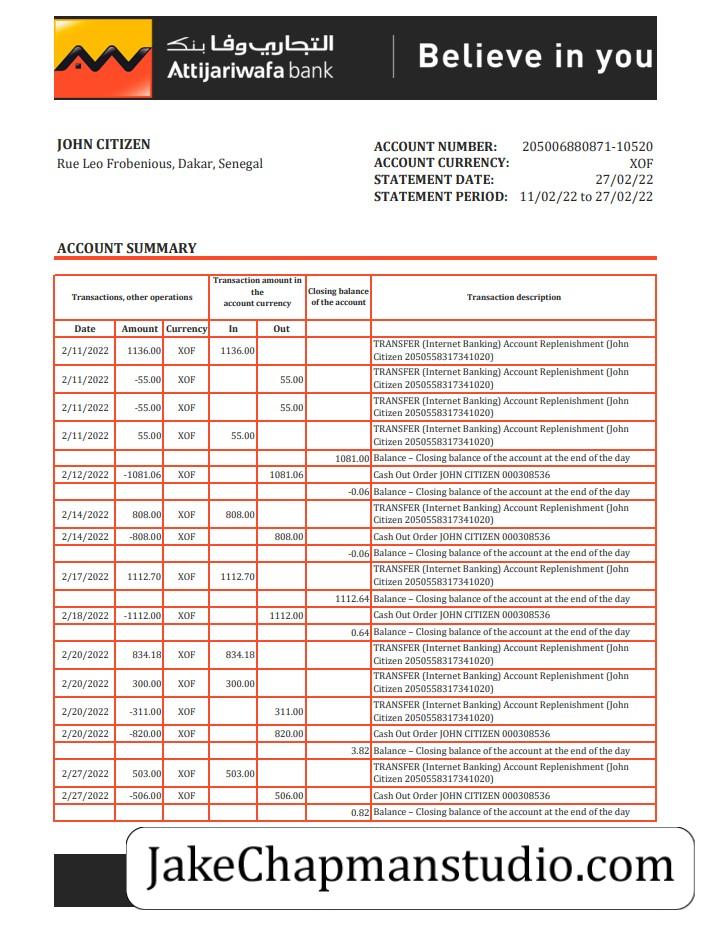 التجاري وفا بنك
Attijariwafa bank
Believe in you
JOHN CITIZEN
Rue Leo Frobenious, Dakar, Senegal
ACCOUNT NUMBER: 205006880871-10520
ACCOUNT CURRENCY: XOF
STATEMENT DATE: 27/02/22
STATEMENT PERIOD: 11/02/22 to 27/02/22
ACCOUNT SUMMARY
Transactions, other operations
Transaction amount in
the
account currency
Closing balance
of the account
Transaction description
Date Amount Currency In Out
2/11/2022 1136.00 XOF 1136.00 TRANSFER (Internet Banking) Account Replenishment (John
Citizen 2050558317341020)
2/11/2022 -55.00 XOF 55.00 TRANSFER (Internet Banking) Account Replenishment (John
Citizen 2050558317341020)
2/11/2022 -55.00 XOF 55.00 TRANSFER (Internet Banking) Account Replenishment (John
Citizen 2050558317341020)
2/11/2022 55.00 XOF 55.00 TRANSFER (Internet Banking) Account Replenishment (John
Citizen 2050558317341020)
1081.00 Balance – Closing balance of the account at the end of the day
2/12/2022 -1081.06 XOF 1081.06 Cash Out Order JOHN CITIZEN 000308536
-0.06 Balance – Closing balance of the account at the end of the day
2/14/2022 808.00 XOF 808.00 TRANSFER (Internet Banking) Account Replenishment (John
Citizen 2050558317341020)
2/14/2022 -808.00 XOF 808.00 Cash Out Order JOHN CITIZEN 000308536
-0.06 Balance – Closing balance of the account at the end of the day
2/17/2022 1112.70 XOF 1112.70 TRANSFER (Internet Banking) Account Replenishment (John
Citizen 2050558317341020)
1112.64 Balance – Closing balance of the account at the end of the day
2/18/2022 -1112.00 XOF 1112.00 Cash Out Order JOHN CITIZEN 000308536
0.64 Balance – Closing balance of the account at the end of the day
2/20/2022 834.18 XOF 834.18 TRANSFER (Internet Banking) Account Replenishment (John
Citizen 2050558317341020)
2/20/2022 300.00 XOF 300.00 TRANSFER (Internet Banking) Account Replenishment (John
Citizen 2050558317341020)
2/20/2022 -311.00 XOF 311.00 TRANSFER (Internet Banking) Account Replenishment (John
Citizen 2050558317341020)
2/20/2022 -820.00 XOF 820.00 Cash Out Order JOHN CITIZEN 000308536
3.82 Balance – Closing balance of the account at the end of the day
2/27/2022 503.00 XOF 503.00 TRANSFER (Internet Banking) Account Replenishment (John
Citizen 2050558317341020)
2/27/2022 -506.00 XOF 506.00 Cash Out Order JOHN CITIZEN 000308536
0.82 Balance – Closing balance of the account at the end of the day
JakeChapmanstudio.com